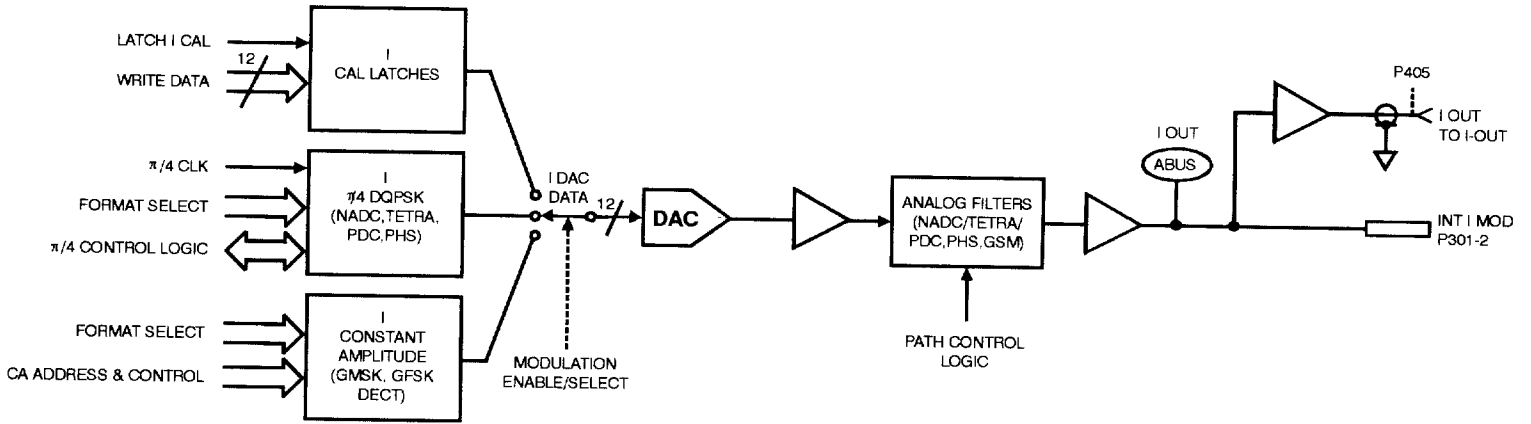 LATCH I CAL
12
WRITE DATA
I
CAL LATCHES
π/4 CLK
FORMAT SELECT
π/4 CONTROL LOGIC
I
π/4 DQPSK
(NADC,TETRA,
PDC,PHS)
FORMAT SELECT
CA ADDRESS & CONTROL
I
CONSTANT
AMPLITUDE
(GMSK, GFSK
DECT)
I DAC
DATA
12
MODULATION
ENABLE/SELECT
DAC
ANALOG FILTERS
(NADC/TETRA/
PDC,PHS,GSM)
PATH CONTROL
LOGIC
I OUT
ABUS
P405
I OUT
TO I-OUT
INT I MOD
P301-2